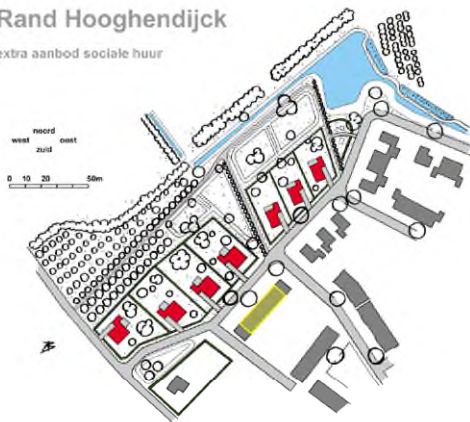 Rand Hooghendijck
extra aanbod sociale huur
noord
west oost
zuid
0 10 20 50m